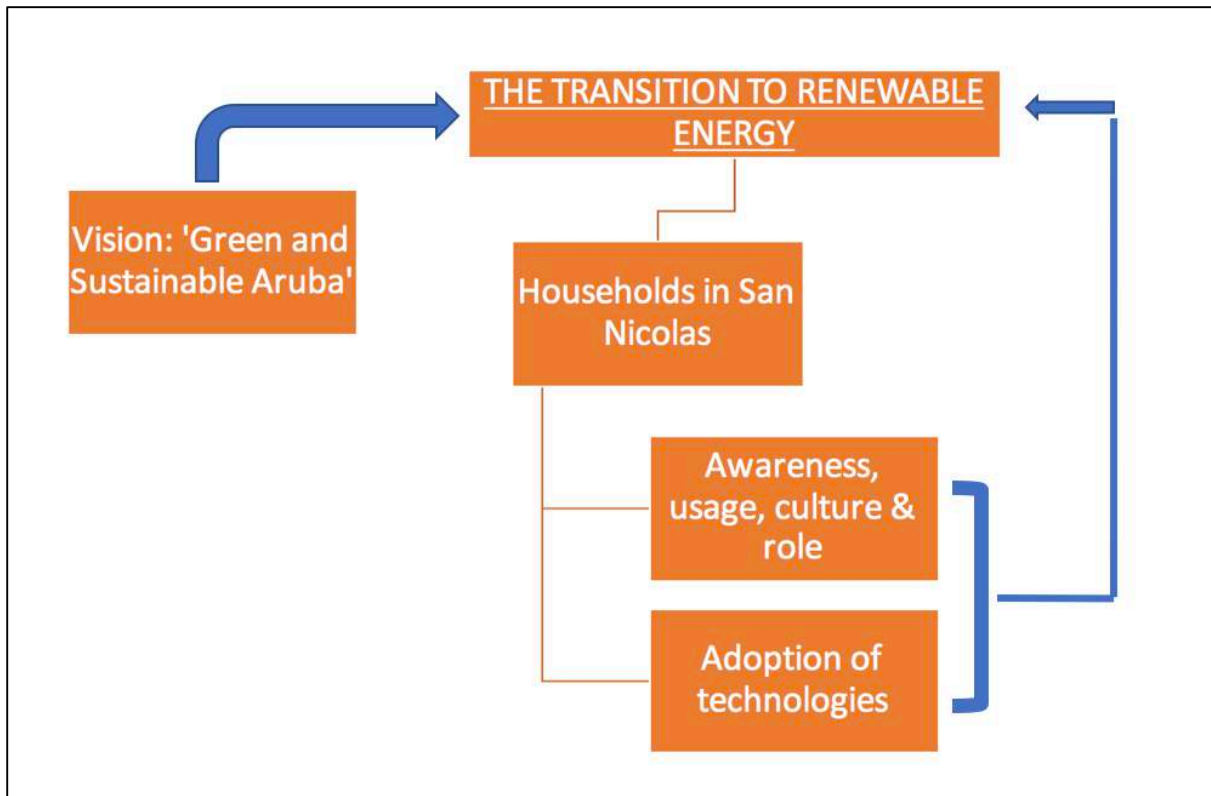 THE TRANSITION TO RENEWABLE
ENERGY
Vision: 'Green and
Sustainable Aruba'
Households in San
Nicolas
Awareness,
usage, culture &
role
Adoption of
technologies